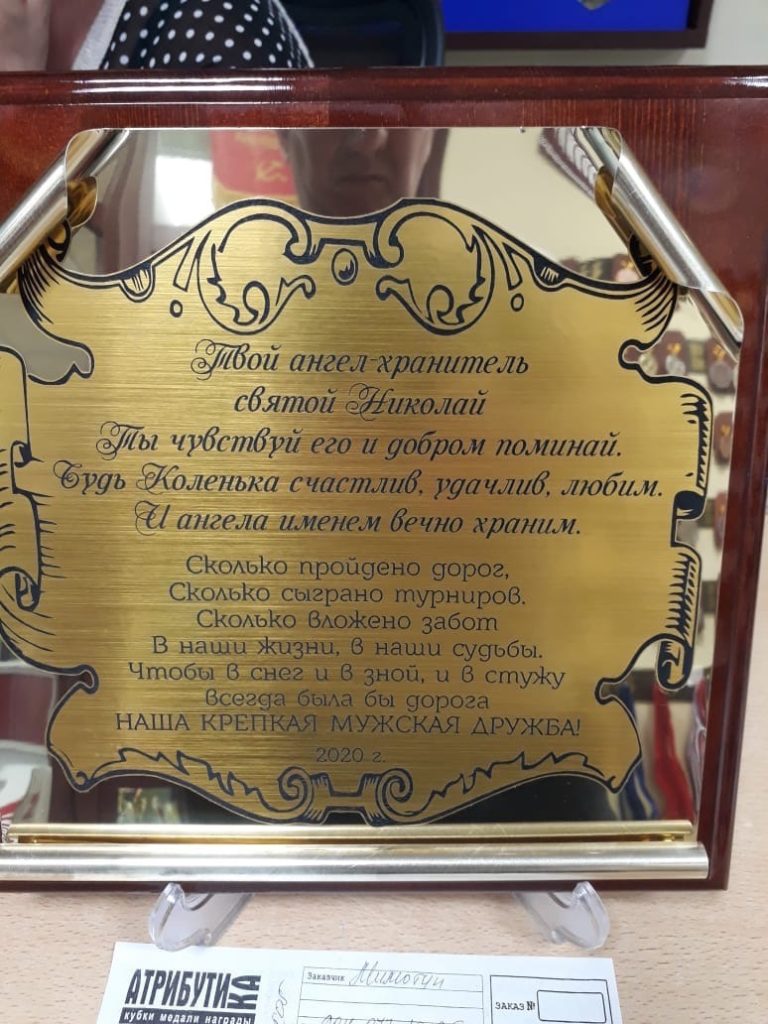 Твой ангел-хранитель
святой Николай
Ты чувствуй его и добром поминай.
Будь Коленька счастлив, удачлив, любим.
И ангела именем вечно храним.
Сколько пройдено дорог,
Сколько сыграно турниров.
Сколько вложено забот
В наши жизни, в наши судьбы.
Чтобы в снег и в зной, и в стужу
всегда была бы дорога
НАША КРЕПКАЯ МУЖСКАЯ ДРУЖБА!
2020 г.
АТРИБУТИКА
кубки медали награды
Заказчик
ЗАКАЗ №